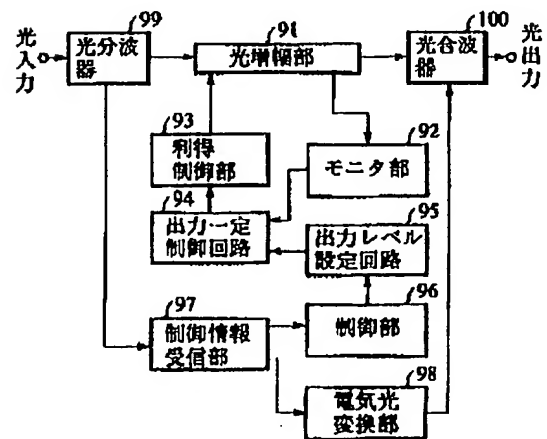 光入力
99
光分波器
91
光増幅部
100
光合波器
光出力
93
利得
制御部
92
モニタ部
94
出力一定
制御回路
95
出力レベル
設定回路
97
制御情報
受信部
96
制御部
98
電気光
変換部